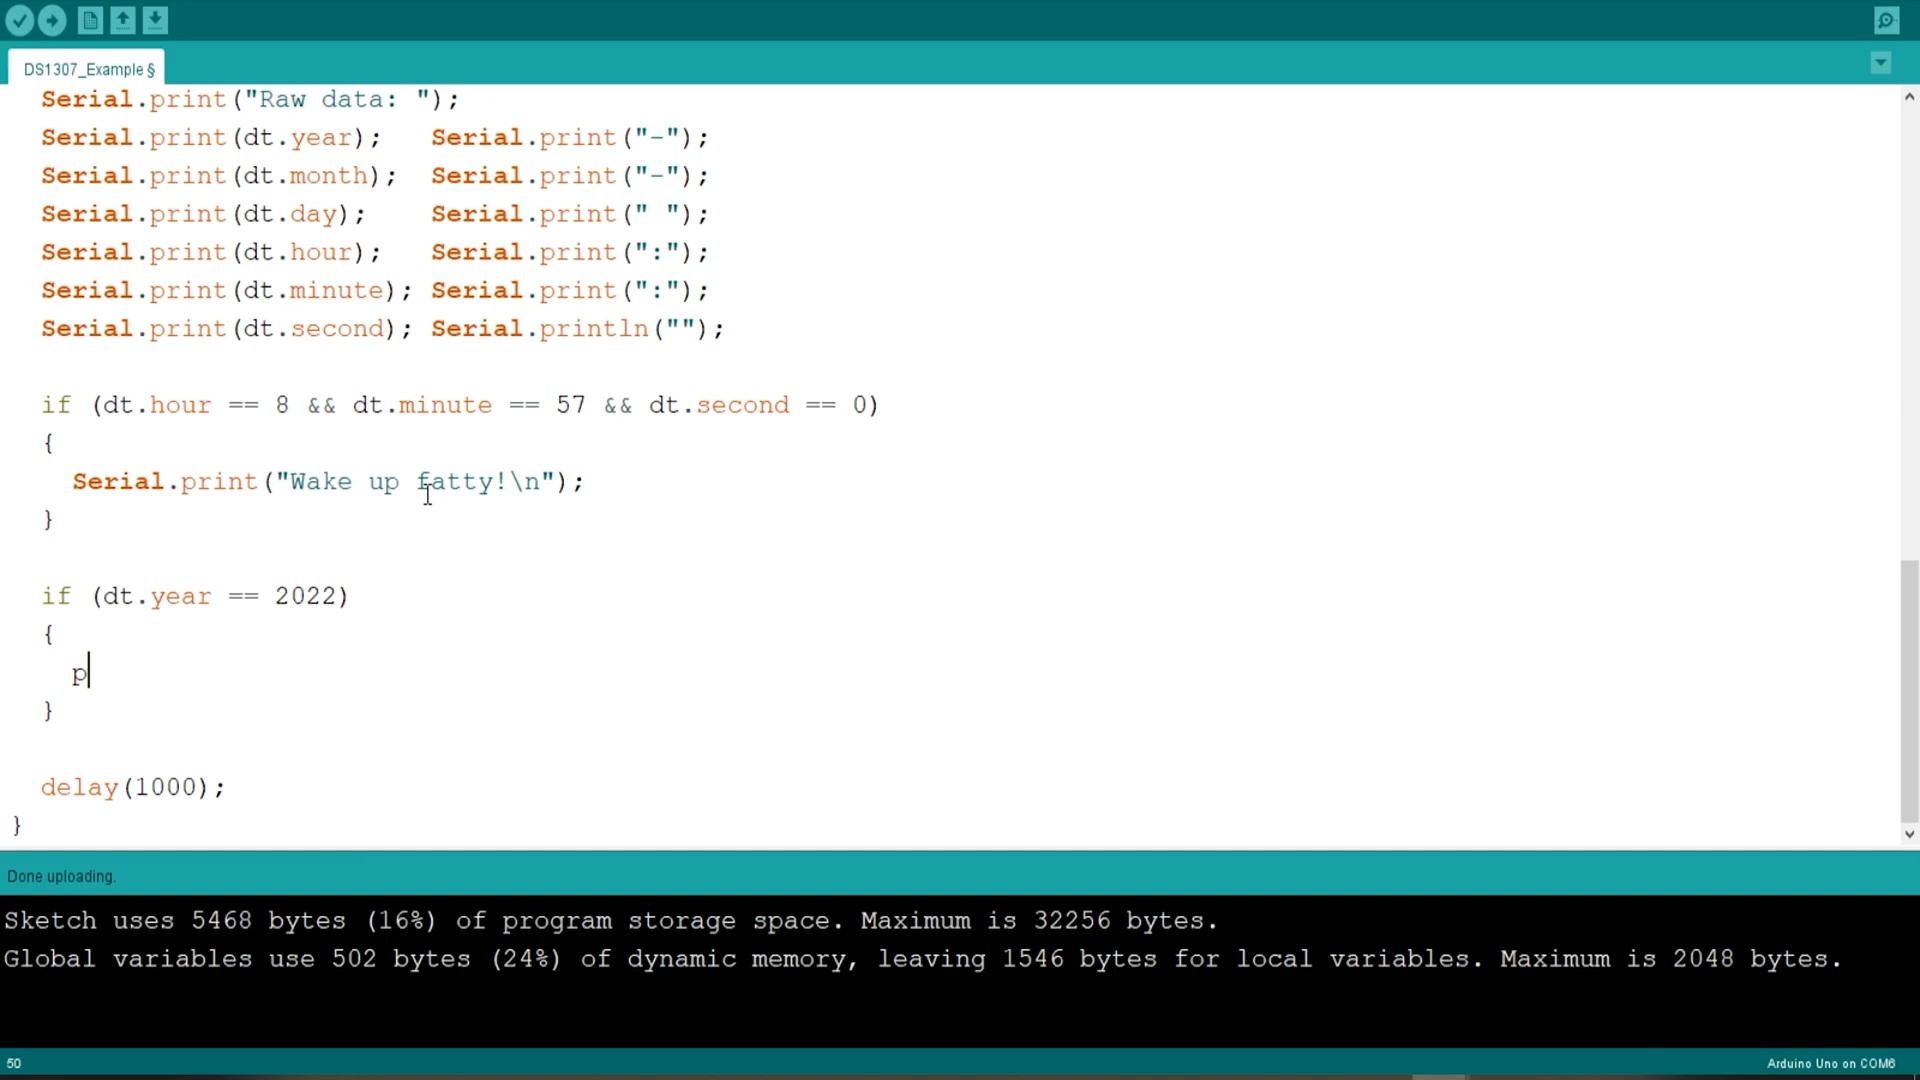 DS1307_Example §
Serial.print("Raw data: ");
Serial.print(dt.year);   Serial.print("-");
Serial.print(dt.month);  Serial.print("-");
Serial.print(dt.day);    Serial.print(" ");
Serial.print(dt.hour);   Serial.print(":");
Serial.print(dt.minute); Serial.print(":");
Serial.print(dt.second); Serial.println("");
if (dt.hour == 8 && dt.minute == 57 && dt.second == 0)
{
Serial.print("Wake up fatty!\n");
}
if (dt.year == 2022)
{
p
}
delay(1000);
}
Done uploading.
Sketch uses 5468 bytes (16%) of program storage space. Maximum is 32256 bytes.
Global variables use 502 bytes (24%) of dynamic memory, leaving 1546 bytes for local variables. Maximum is 2048 bytes.
50
Arduino Uno on COM6